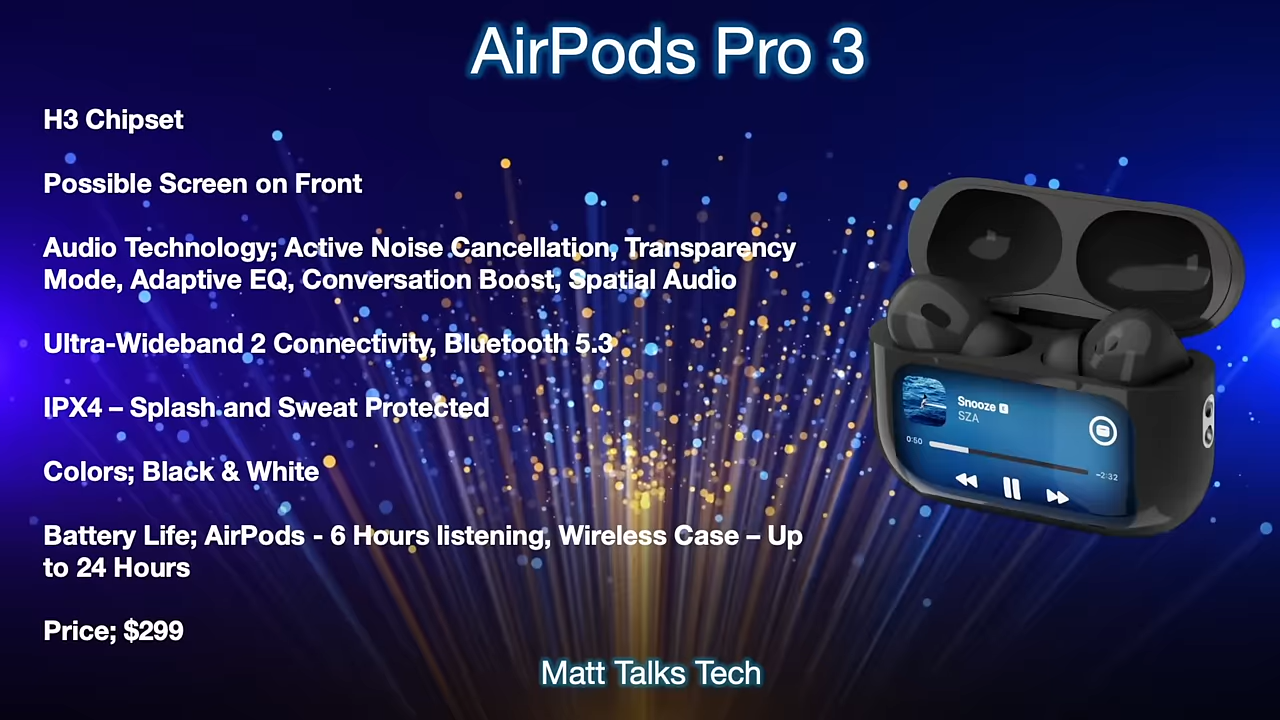 AirPods Pro 3
H3 Chipset
Possible Screen on Front
Audio Technology; Active Noise Cancellation, Transparency
Mode, Adaptive EQ, Conversation Boost, Spatial Audio
Ultra-Wideband 2 Connectivity, Bluetooth 5.3
IPX4 – Splash and Sweat Protected
Colors; Black & White
Battery Life; AirPods - 6 Hours listening, Wireless Case – Up
to 24 Hours
Price; $299
Snooze E
SZA
0:50
-2:32
Matt Talks Tech